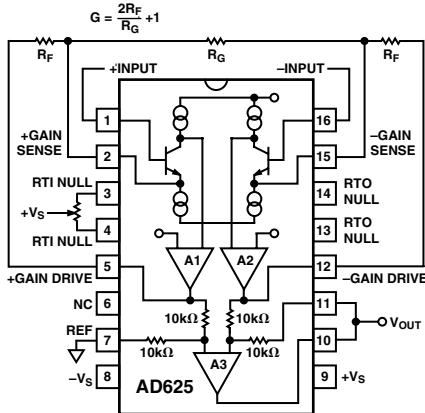 G = 2RF/RG +1
RF
RG
RF
+INPUT
–INPUT
1
16
+GAIN
SENSE
2
15
–GAIN
SENSE
RTI NULL
3
14
RTO
NULL
+VS
RTI NULL
4
13
RTO
NULL
A1
A2
5
12
+GAIN DRIVE
–GAIN DRIVE
NC
6
11
10kΩ
10kΩ
VOUT
REF
7
10
10kΩ
10kΩ
A3
–VS
8
AD625
9
+VS